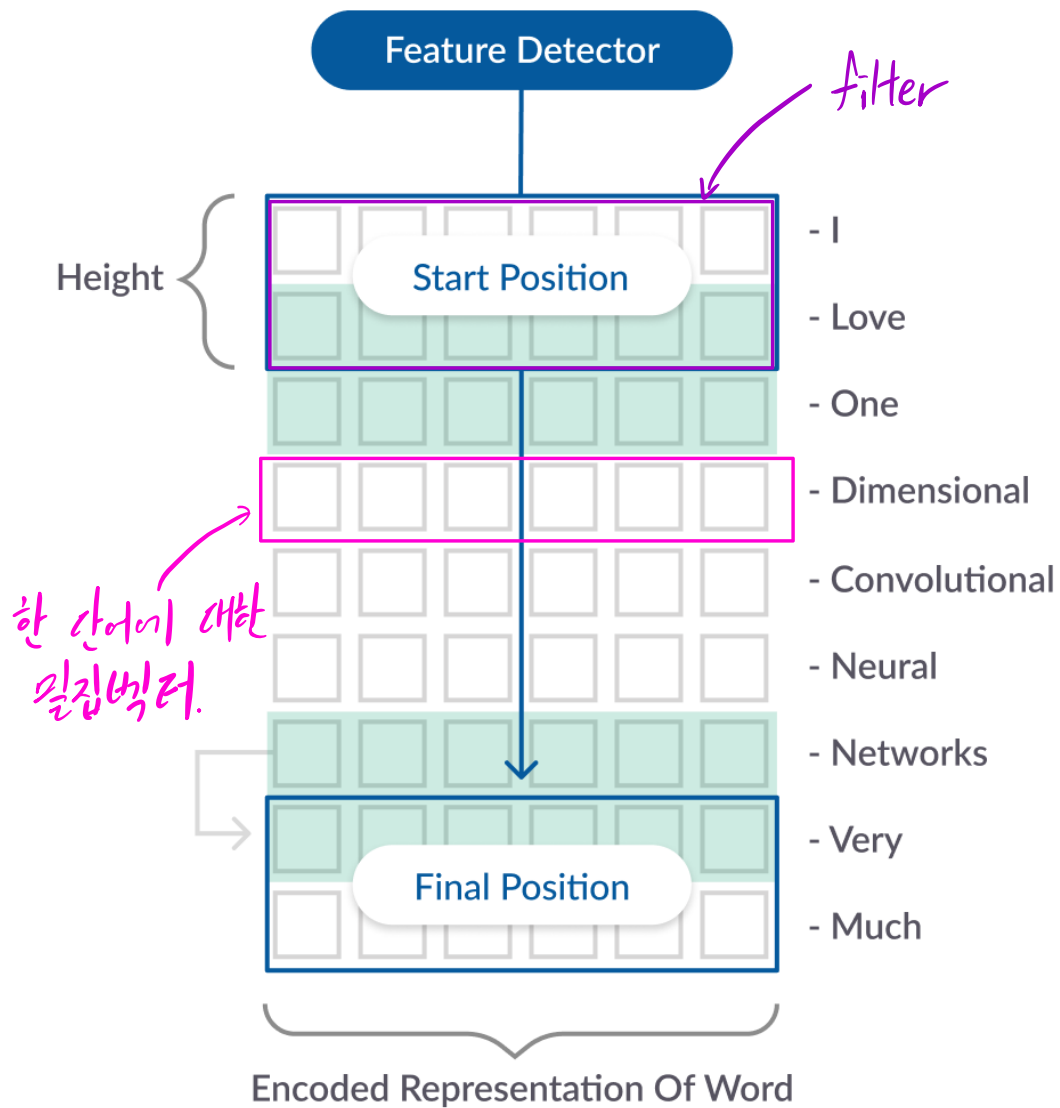 Feature Detector
filter
- I
Height
Start Position
- Love
- One
- Dimensional
- Convolutional
한 단어에 대한
밀집벡터.
- Neural
- Networks
- Very
Final Position
- Much
Encoded Representation Of Word